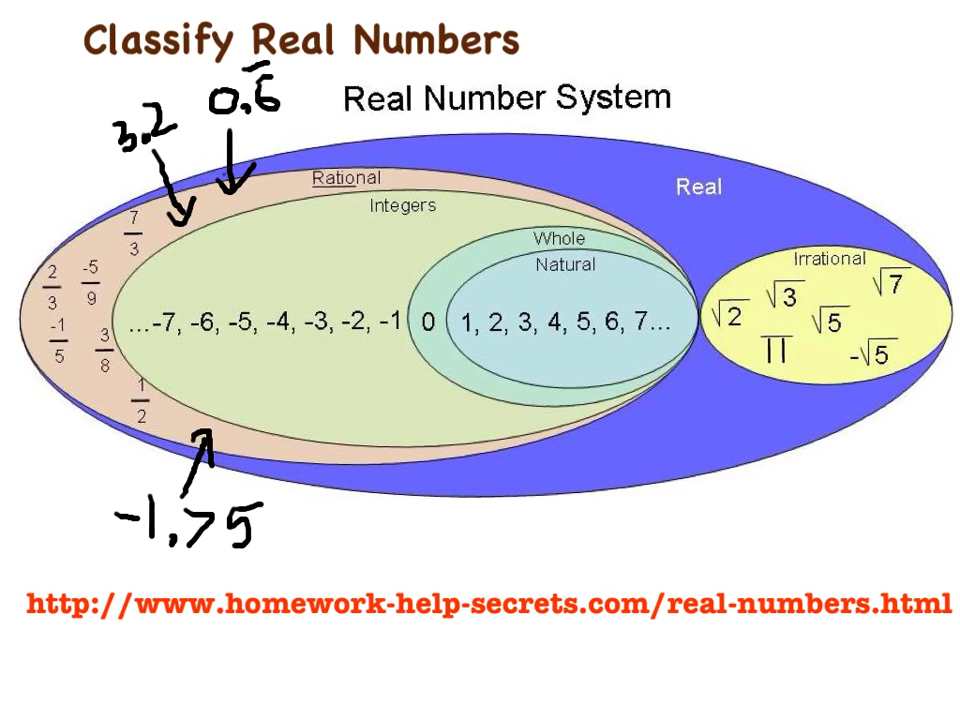 Classify Real Numbers
Real Number System
3.2
0.6̅
Rational
Real
Integers
7/3
Whole
Natural
Irrational
2/3
-5/9
-1/5
3/8
1/2
...-7, -6, -5, -4, -3, -2, -1
0
1, 2, 3, 4, 5, 6, 7...
√2
√3
√7
√5
∏
-√5
-1.75
http://www.homework-help-secrets.com/real-numbers.html